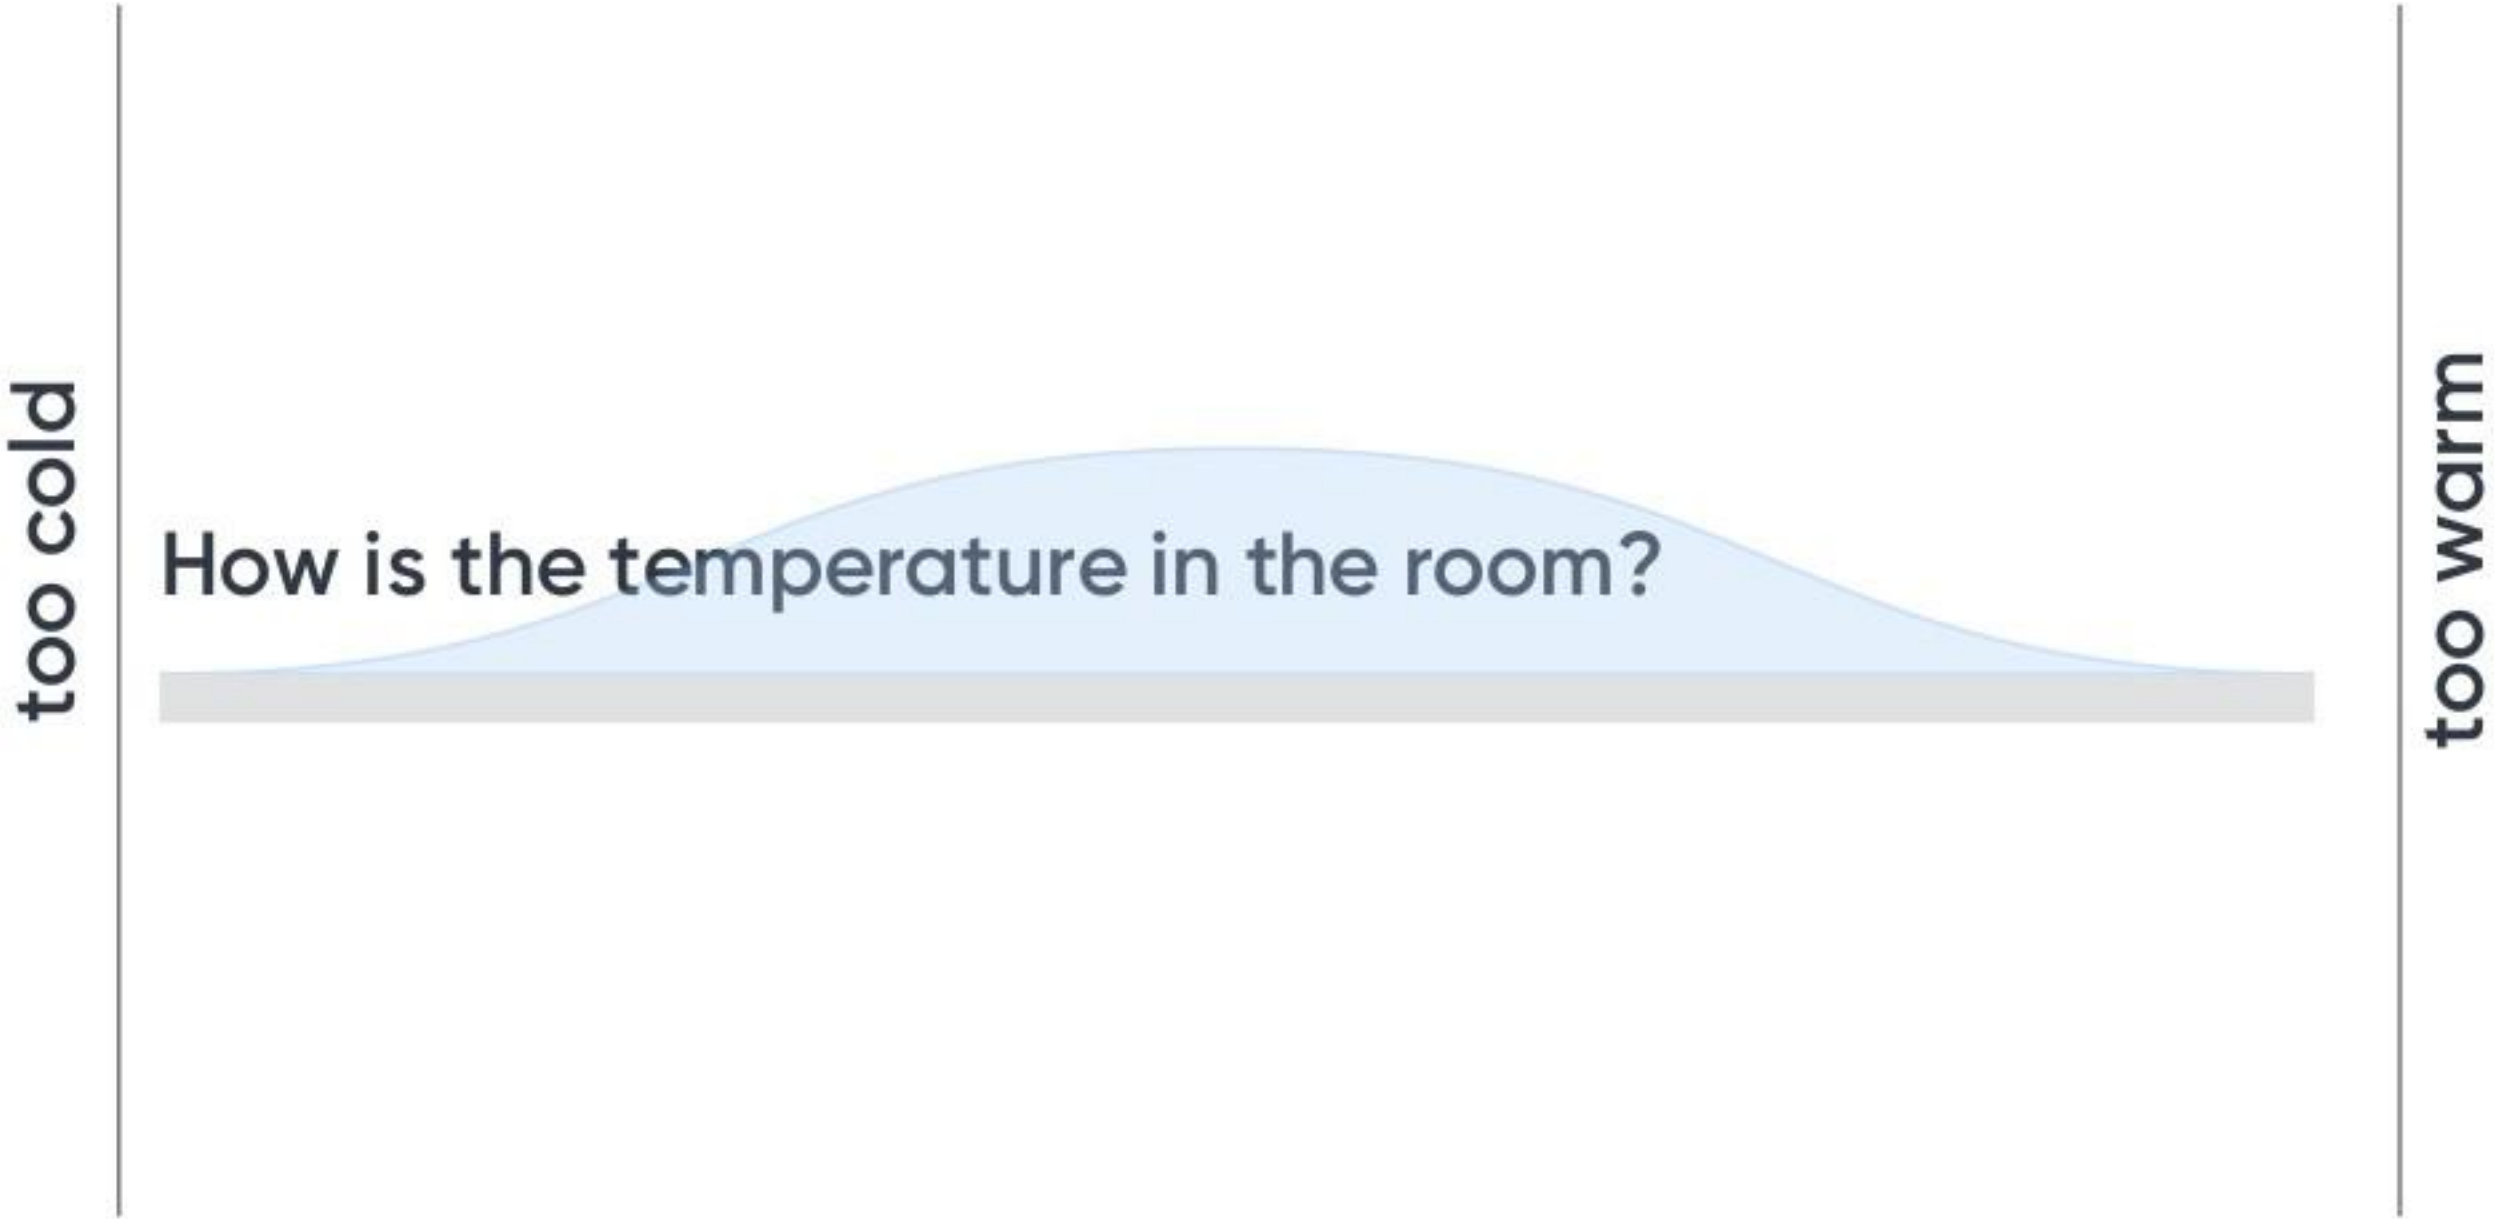 too cold
How is the temperature in the room?
too warm